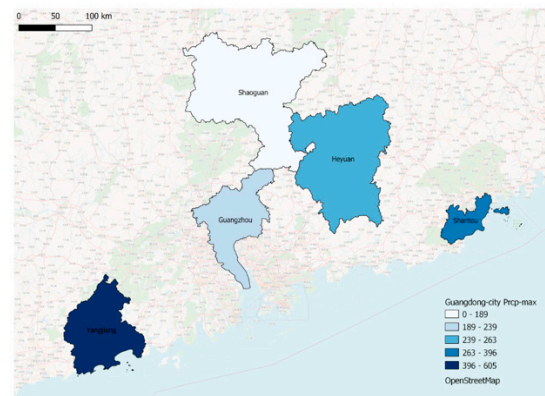 0 50 100 km
Shaoguan
Heyuan
Guangzhou
Shantou
Yangjiang
Guangdong-city Prcp-max
0 - 189
189 - 239
239 - 263
263 - 396
396 - 605
OpenStreetMap